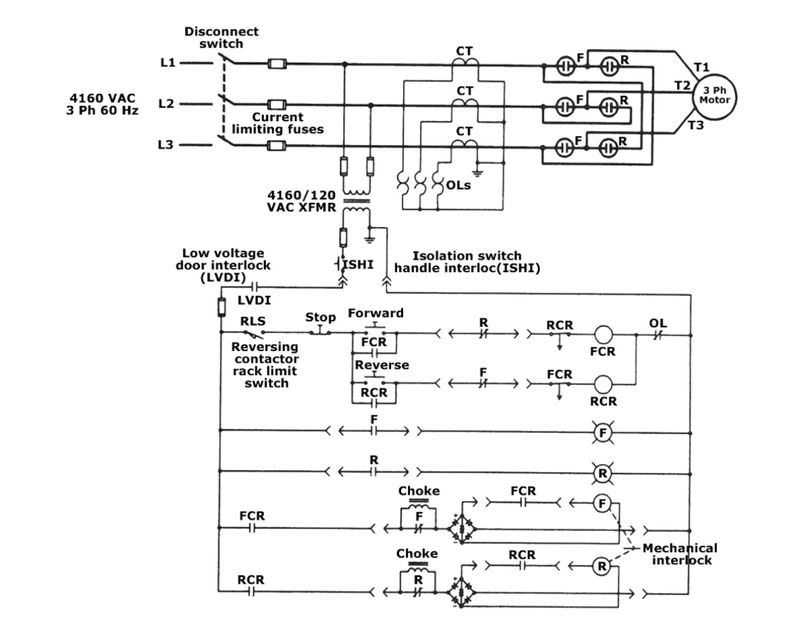 Disconnect
switch
L1
L2
L3
4160 VAC
3 Ph 60 Hz
Current
limiting fuses
CT
CT
CT
F
R
F
R
F
R
T1
T2
T3
3 Ph
Motor
OLs
4160/120
VAC XFMR
ISHI
Isolation switch
handle interloc(ISHI)
Low voltage
door interlock
(LVDI)
LVDI
RLS
Reversing
contactor
rack limit
switch
Stop
Forward
FCR
R
RCR
FCR
OL
Reverse
RCR
F
FCR
RCR
F
F
R
R
FCR
Choke
F
FCR
F
+
-
Mechanical
interlock
RCR
Choke
R
RCR
R
+
-